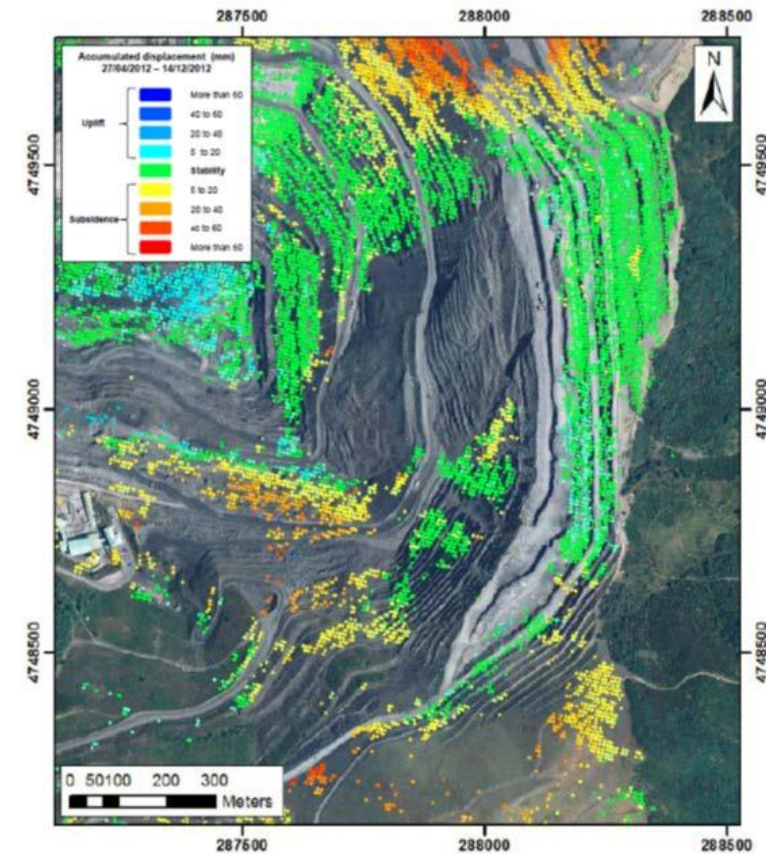 287500 288000 288500
Accumulated displacement (mm)
27/04/2012 – 14/12/2012
Uplift
More than 60
40 to 60
20 to 40
5 to 20
Stability
Subsidence
5 to 20
20 to 40
40 to 60
More than 60
N
4749500 4749500
4749000 4749000
4748500 4748500
0 50100 200 300
Meters
287500 288000 288500